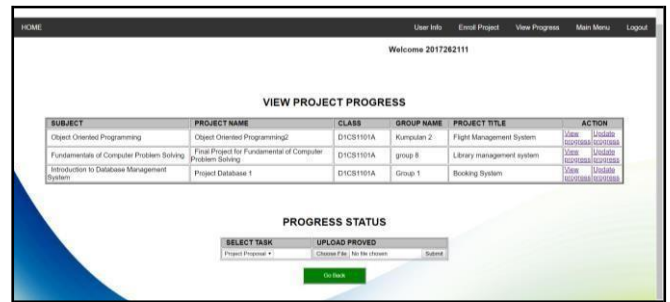 HOME User Info Enroll Project View Progress Main Menu Logout
Welcome 2017262111
VIEW PROJECT PROGRESS
SUBJECT PROJECT NAME CLASS GROUP NAME PROJECT TITLE ACTION
Object Oriented Programming Object Oriented Programming2 D1CS1101A Kumpulan 2 Flight Management System View progress Update progress
Fundamentals of Computer Problem Solving Final Project for Fundamental of Computer Problem Solving D1CS1101A group 8 Library management system View progress Update progress
Introduction to Database Management System Project Database 1 D1CS1101A Group 1 Booking System View progress Update progress
PROGRESS STATUS
SELECT TASK UPLOAD PROVED
Project Proposal Choose File No file chosen Submit
Go Back